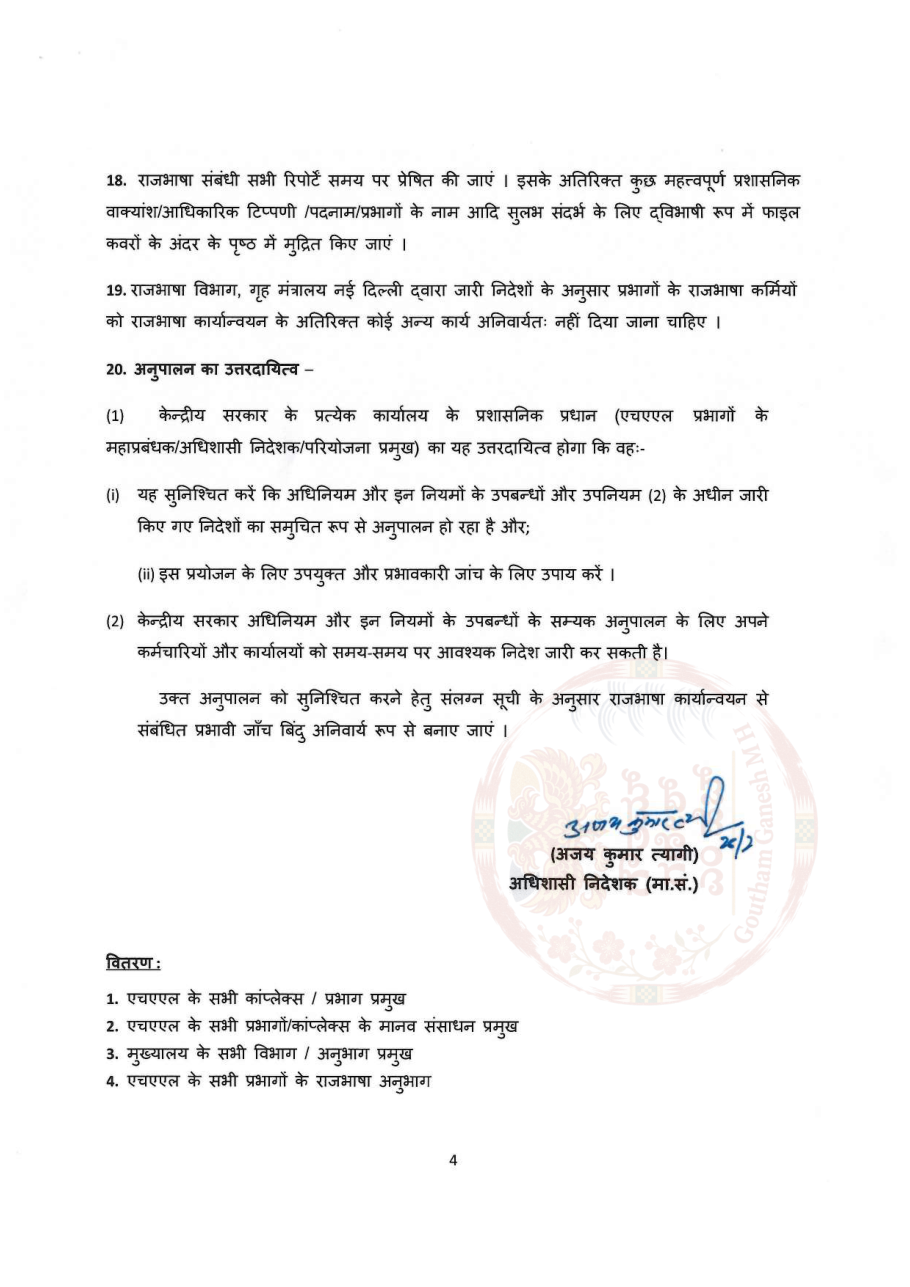 18. राजभाषा संबंधी सभी रिपोर्टें समय पर प्रेषित की जाएं । इसके अतिरिक्त कुछ महत्त्वपूर्ण प्रशासनिक
वाक्यांश/आधिकारिक टिप्पणी /पदनाम/प्रभागों के नाम आदि सुलभ संदर्भ के लिए द्विभाषी रूप में फाइल
कवरों के अंदर के पृष्ठ में मुद्रित किए जाएं ।
19. राजभाषा विभाग, गृह मंत्रालय नई दिल्ली द्वारा जारी निदेशों के अनुसार प्रभागों के राजभाषा कर्मियों
को राजभाषा कार्यान्वयन के अतिरिक्त कोई अन्य कार्य अनिवार्यतः नहीं दिया जाना चाहिए ।
20. अनुपालन का उत्तरदायित्व –
(1) केन्द्रीय सरकार के प्रत्येक कार्यालय के प्रशासनिक प्रधान (एचएएल प्रभागों के
महाप्रबंधक/अधिशासी निदेशक/परियोजना प्रमुख) का यह उत्तरदायित्व होगा कि वहः-
(i) यह सुनिश्चित करें कि अधिनियम और इन नियमों के उपबन्धों और उपनियम (2) के अधीन जारी
किए गए निदेशों का समुचित रूप से अनुपालन हो रहा है और;
(ii) इस प्रयोजन के लिए उपयुक्त और प्रभावकारी जांच के लिए उपाय करें ।
(2) केन्द्रीय सरकार अधिनियम और इन नियमों के उपबन्धों के सम्यक अनुपालन के लिए अपने
कर्मचारियों और कार्यालयों को समय-समय पर आवश्यक निदेश जारी कर सकती है।
उक्त अनुपालन को सुनिश्चित करने हेतु संलग्न सूची के अनुसार राजभाषा कार्यान्वयन से
संबंधित प्रभावी जाँच बिंदु अनिवार्य रूप से बनाए जाएं ।
(अजय कुमार त्यागी)
अधिशासी निदेशक (मा.सं.)
Goutham Ganesh M H
वितरण :
1. एचएएल के सभी कांप्लेक्स / प्रभाग प्रमुख
2. एचएएल के सभी प्रभागों/कांप्लेक्स के मानव संसाधन प्रमुख
3. मुख्यालय के सभी विभाग / अनुभाग प्रमुख
4. एचएएल के सभी प्रभागों के राजभाषा अनुभाग
4